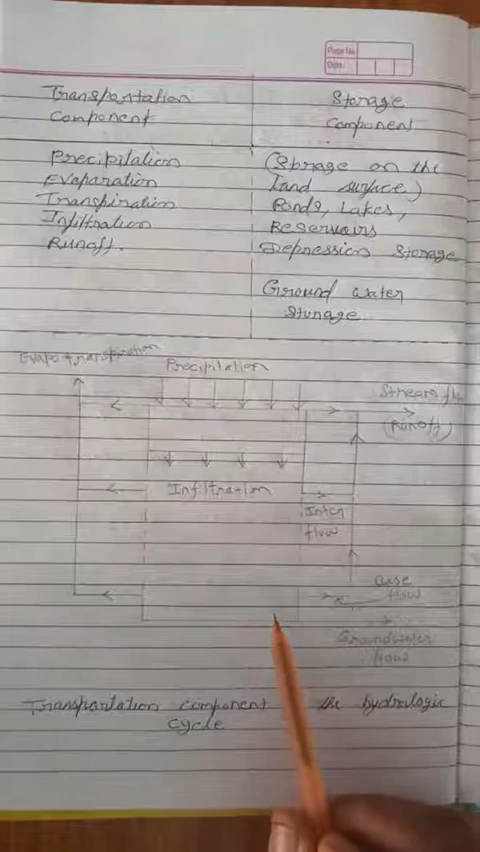 Page No
Date:
Transportation
Component
Storage
Component
Precipitation
Evaparation
Transpiration
Infiltration
Runoff.
(Storage on the
land surface)
Ponds, Lakes,
Reservoirs
Depression Storage
Ground water
Storage
Evapotranspiration
Precipitation
Stream
(Runoff)
Infiltration
Inter
flow
base
flow
Groundwater
flow
Transportation component the hydrologic
cycle